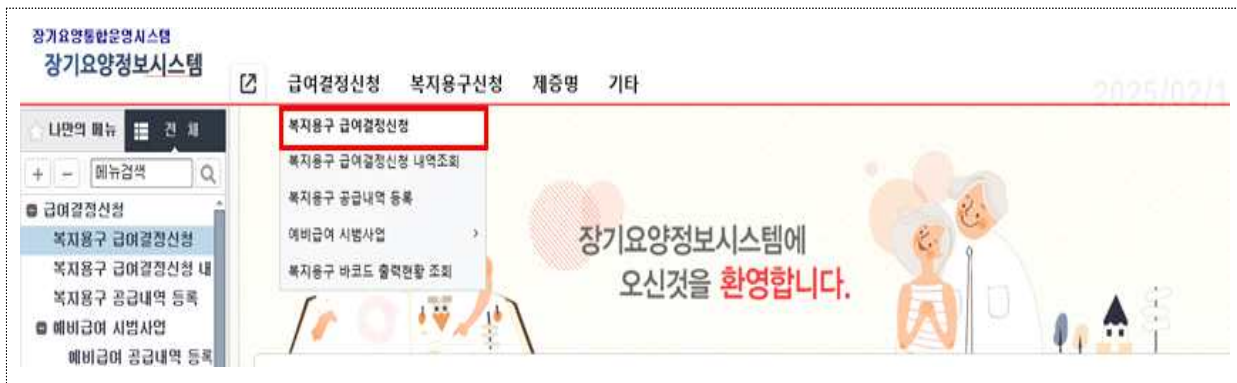 장기요양통합운영시스템
장기요양정보시스템
급여결정신청 복지용구신청 제증명 기타
2025/02/1
나만의 메뉴 전 체
메뉴검색
급여결정신청
복지용구 급여결정신청
복지용구 급여결정신청 내
복지용구 공급내역 등록
예비급여 시범사업
예비급여 공급내역 등록
복지용구 급여결정신청
복지용구 급여결정신청 내역조회
복지용구 공급내역 등록
예비급여 시범사업
복지용구 바코드 출력현황 조회
장기요양정보시스템에
오신것을 환영합니다.